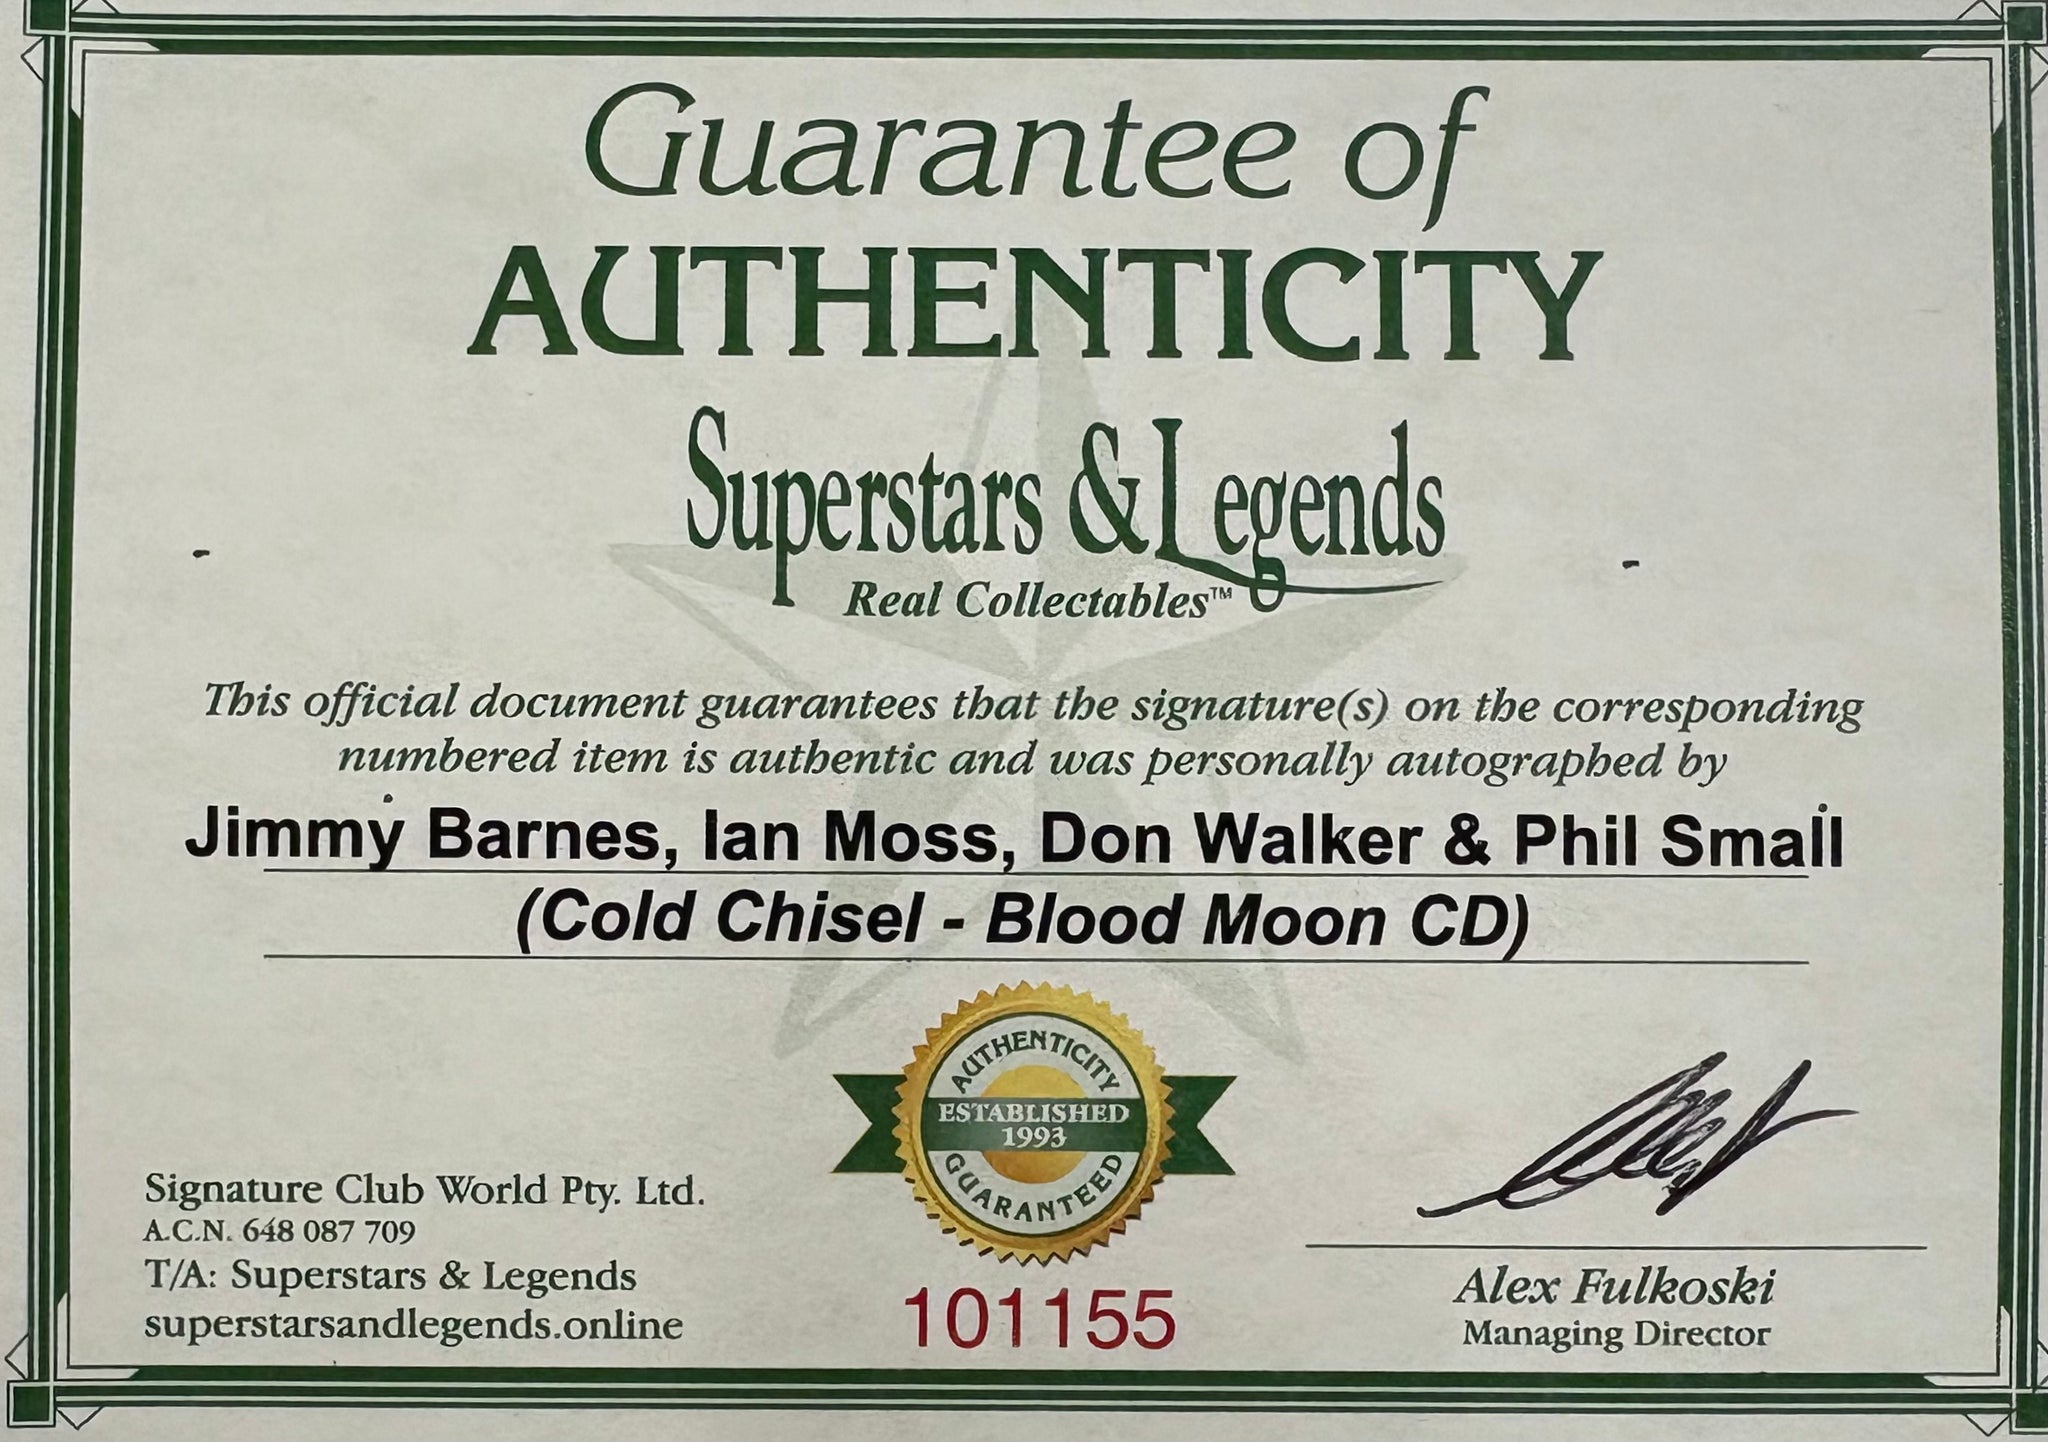 Guarantee of
AUTHENTICITY
Superstars & Legends
Real Collectables™
This official document guarantees that the signature(s) on the corresponding
numbered item is authentic and was personally autographed by
Jimmy Barnes, Ian Moss, Don Walker & Phil Small
(Cold Chisel - Blood Moon CD)
AUTHENTICITY
ESTABLISHED
1993
GUARANTEED
Signature Club World Pty. Ltd.
A.C.N. 648 087 709
T/A: Superstars & Legends
superstarsandlegends.online
101155
Alex Fulkoski
Managing Director